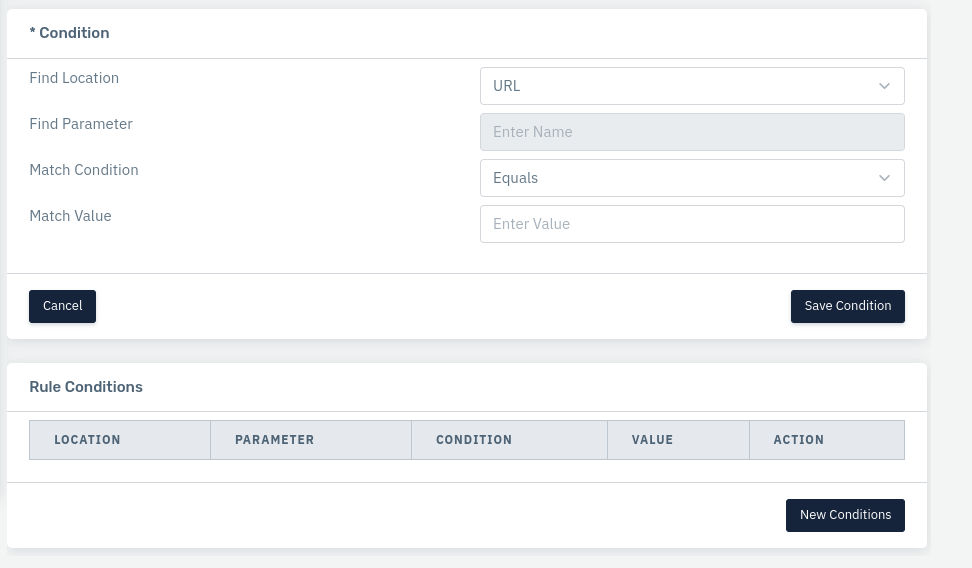 * Condition
Find Location
URL
Find Parameter
Enter Name
Match Condition
Equals
Match Value
Enter Value
Cancel
Save Condition
Rule Conditions
LOCATION PARAMETER CONDITION VALUE ACTION
New Conditions